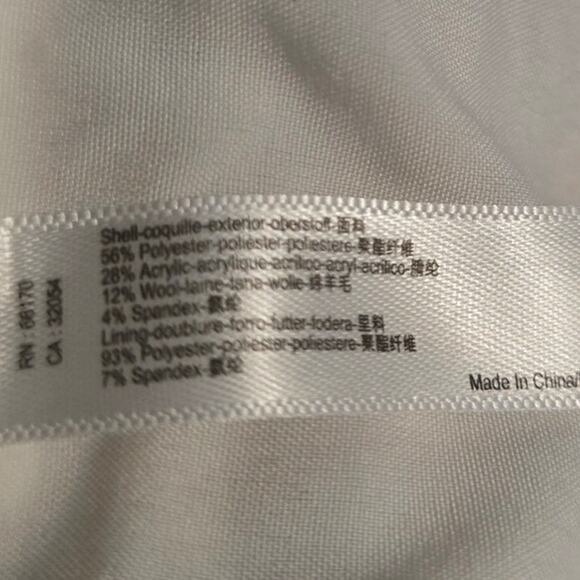 Shell-coquille-exterior-oberstoff-面料
56% Polyester-poliéster-poliestere-聚酯纤维
28% Acrylic-acrylique-acrilico-acryl-acrilico-腈纶
12% Wool-laine-lana-wolle-绵羊毛
4% Spandex-氨纶
Lining-doublure-forro-futter-fodera-里料
93% Polyester-poliéster-poliestere-聚酯纤维
7% Spandex-氨纶
RN : 66170
CA : 32054
Made In China/